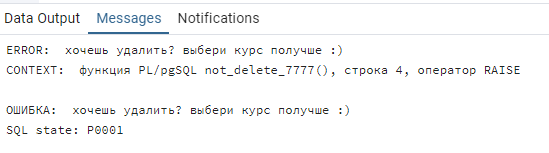 Data Output Messages Notifications
ERROR:  хочешь удалить? выбери курс получше :)
CONTEXT:  функция PL/pgSQL not_delete_7777(), строка 4, оператор RAISE
ОШИБКА:  хочешь удалить? выбери курс получше :)
SQL state: P0001